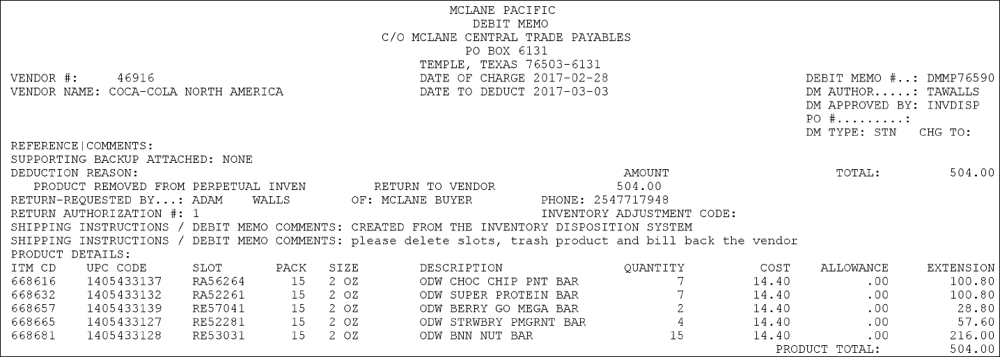 MCLANE PACIFIC
DEBIT MEMO
C/O MCLANE CENTRAL TRADE PAYABLES
PO BOX 6131
TEMPLE, TEXAS 76503-6131
VENDOR #: 46916 DATE OF CHARGE 2017-02-28 DEBIT MEMO #..: DMMP76590
VENDOR NAME: COCA-COLA NORTH AMERICA DATE TO DEDUCT 2017-03-03 DM AUTHOR.....: TAWALLS
DM APPROVED BY: INVDISP
PO #.........:
DM TYPE: STN CHG TO:
REFERENCE|COMMENTS:
SUPPORTING BACKUP ATTACHED: NONE
DEDUCTION REASON: AMOUNT TOTAL: 504.00
PRODUCT REMOVED FROM PERPETUAL INVEN RETURN TO VENDOR 504.00
RETURN-REQUESTED BY...: ADAM WALLS OF: MCLANE BUYER PHONE: 2547717948
RETURN AUTHORIZATION #: 1 INVENTORY ADJUSTMENT CODE:
SHIPPING INSTRUCTIONS / DEBIT MEMO COMMENTS: CREATED FROM THE INVENTORY DISPOSITION SYSTEM
SHIPPING INSTRUCTIONS / DEBIT MEMO COMMENTS: please delete slots, trash product and bill back the vendor
PRODUCT DETAILS:
ITM CD UPC CODE SLOT PACK SIZE DESCRIPTION QUANTITY COST ALLOWANCE EXTENSION
668616 1405433137 RA56264 15 2 OZ ODW CHOC CHIP PNT BAR 7 14.40 .00 100.80
668632 1405433132 RA52261 15 2 OZ ODW SUPER PROTEIN BAR 7 14.40 .00 100.80
668657 1405433139 RE57041 15 2 OZ ODW BERRY GO MEGA BAR 2 14.40 .00 28.80
668665 1405433127 RE52281 15 2 OZ ODW STRWBRY PMGRNT BAR 4 14.40 .00 57.60
668681 1405433128 RE53031 15 2 OZ ODW BNN NUT BAR 15 14.40 .00 216.00
PRODUCT TOTAL: 504.00